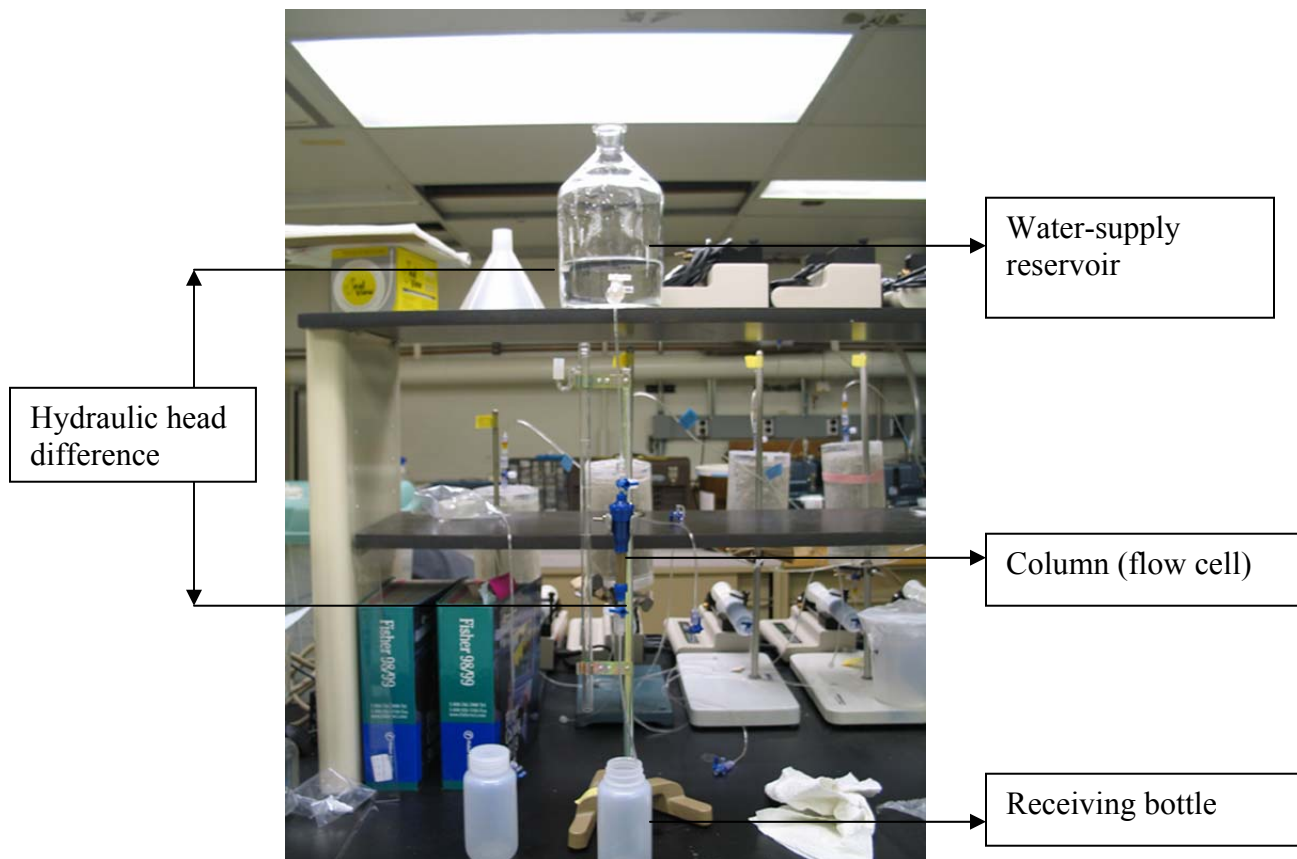 Water-supply
reservoir
Hydraulic head
difference
Column (flow cell)
Fisher 98/99
Fisher 98/99
Receiving bottle